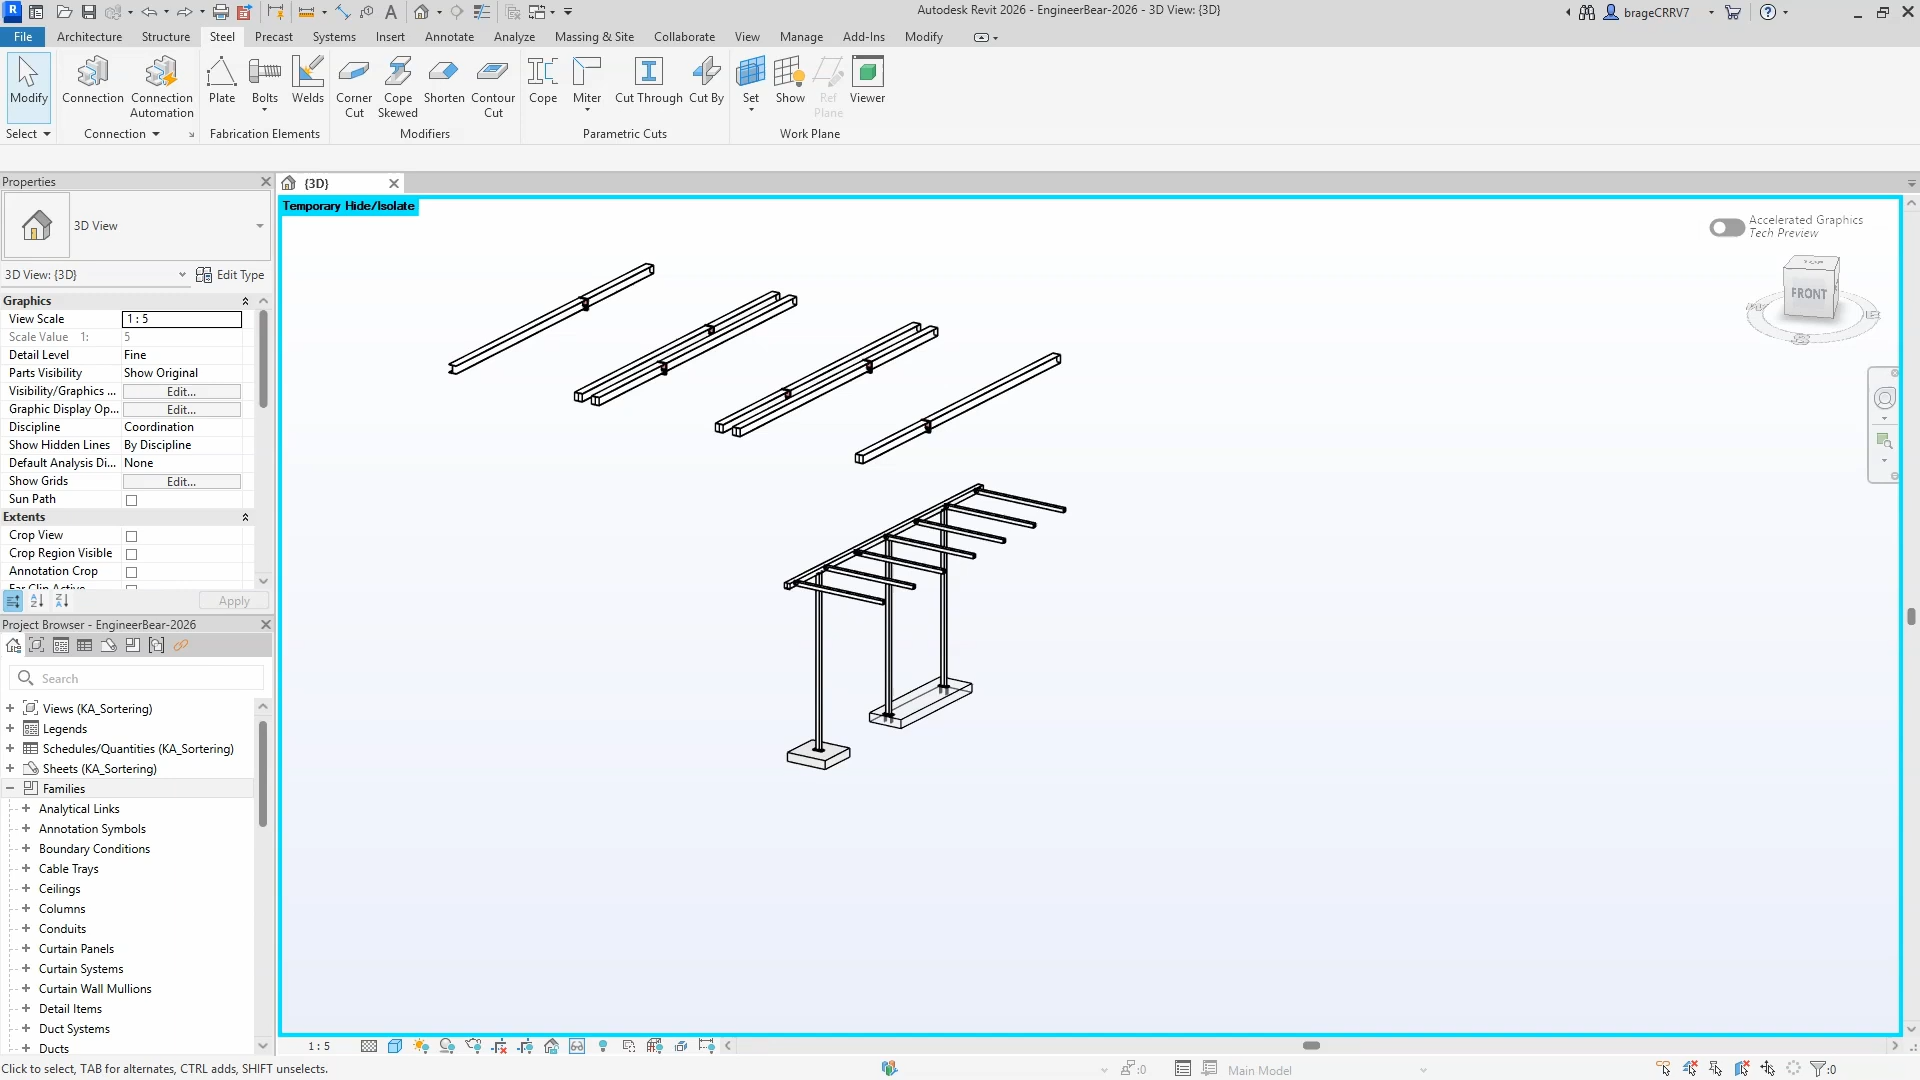 Autodesk Revit 2026 - EngineerBear-2026 - 3D View: {3D}
brageCRRV7
File Architecture Structure Steel Precast Systems Insert Annotate Analyze Massing & Site Collaborate View Manage Add-Ins Modify
Modify Connection Connection Automation Plate Bolts Welds Corner Cut Cope Skewed Shorten Contour Cut Cope Miter Cut Through Cut By Set Show Ref Plane Viewer
Select Connection Fabrication Elements Modifiers Parametric Cuts Work Plane
Properties
3D View
3D View: {3D} Edit Type
Graphics
View Scale 1 : 5
Scale Value 1: 5
Detail Level Fine
Parts Visibility Show Original
Visibility/Graphics ... Edit...
Graphic Display Op... Edit...
Discipline Coordination
Show Hidden Lines By Discipline
Default Analysis Di... None
Show Grids Edit...
Sun Path
Extents
Crop View
Crop Region Visible
Annotation Crop
Far Clip Active
Apply
Project Browser - EngineerBear-2026
Search
Views (KA_Sortering)
Legends
Schedules/Quantities (KA_Sortering)
Sheets (KA_Sortering)
Families
Analytical Links
Annotation Symbols
Boundary Conditions
Cable Trays
Ceilings
Columns
Conduits
Curtain Panels
Curtain Systems
Curtain Wall Mullions
Detail Items
Duct Systems
Ducts
{3D}
Temporary Hide/Isolate
Accelerated Graphics
Tech Preview
TOP
FRONT
1 : 5
Click to select, TAB for alternates, CTRL adds, SHIFT unselects.
:0
Main Model
:0